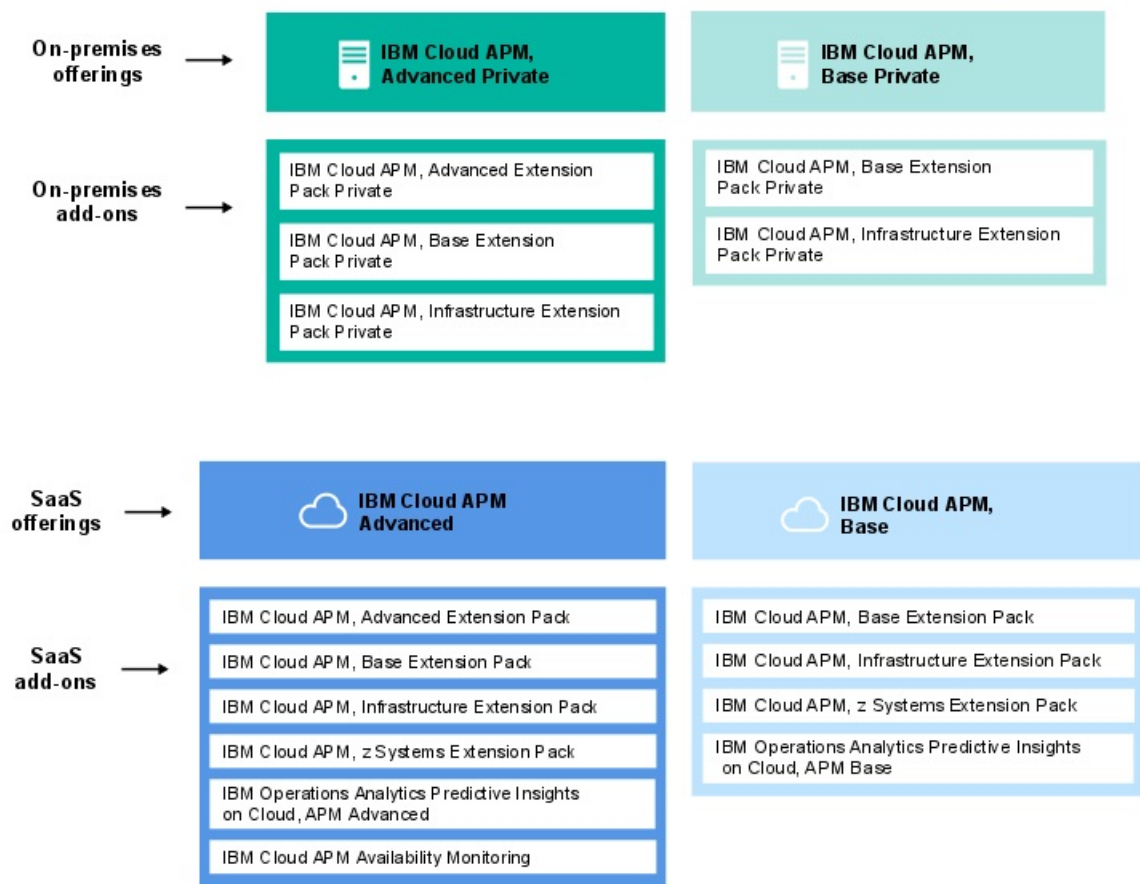 On-premises
offerings
IBM Cloud APM,
Advanced Private
IBM Cloud APM,
Base Private
On-premises
add-ons
IBM Cloud APM, Advanced Extension
Pack Private
IBM Cloud APM, Base Extension
Pack Private
IBM Cloud APM, Infrastructure Extension
Pack Private
IBM Cloud APM, Base Extension
Pack Private
IBM Cloud APM, Infrastructure Extension
Pack Private
SaaS
offerings
IBM Cloud APM
Advanced
IBM Cloud APM,
Base
SaaS
add-ons
IBM Cloud APM, Advanced Extension Pack
IBM Cloud APM, Base Extension Pack
IBM Cloud APM, Infrastructure Extension Pack
IBM Cloud APM, z Systems Extension Pack
IBM Operations Analytics Predictive Insights
on Cloud, APM Advanced
IBM Cloud APM Availability Monitoring
IBM Cloud APM, Base Extension Pack
IBM Cloud APM, Infrastructure Extension Pack
IBM Cloud APM, z Systems Extension Pack
IBM Operations Analytics Predictive Insights
on Cloud, APM Base